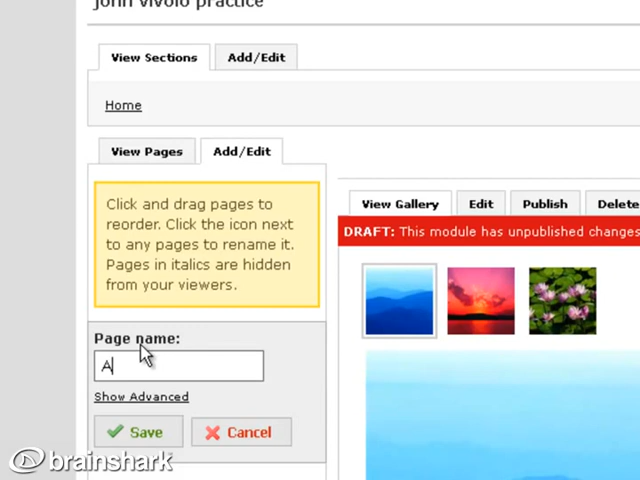 john vivolo practice
View Sections
Add/Edit
Home
View Pages
Add/Edit
Click and drag pages to
reorder. Click the icon next
to any pages to rename it.
Pages in italics are hidden
from your viewers.
View Gallery
Edit
Publish
Delete
DRAFT: This module has unpublished changes
Page name:
A
Show Advanced
Save
Cancel
brainshark